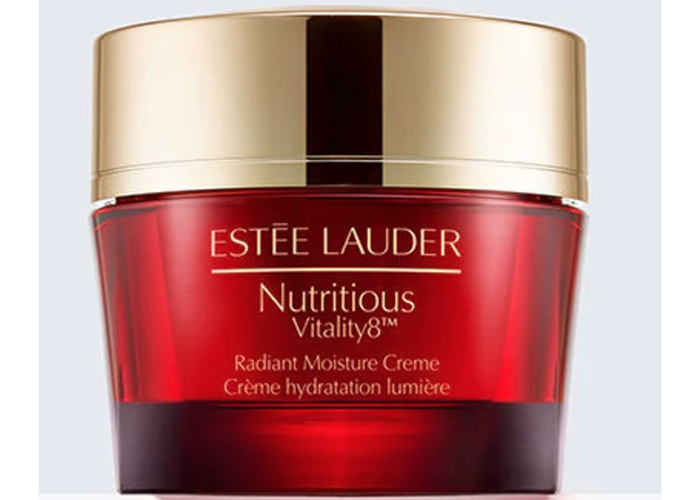 ESTĒE LAUDER
Nutritious
Vitality8™
Radiant Moisture Creme
Crème hydratation lumière